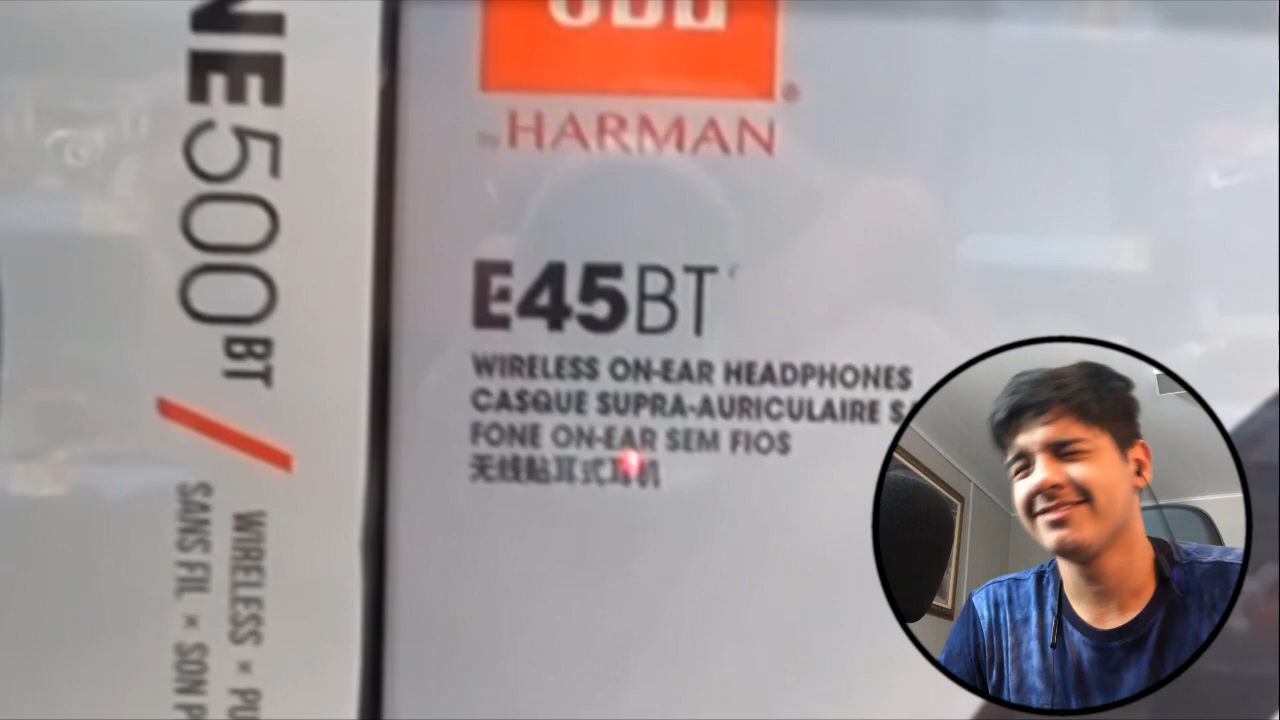 NE500BT
WIRELESS × PU
SANS FIL × SON P
by HARMAN
E45BT
WIRELESS ON-EAR HEADPHONES
CASQUE SUPRA-AURICULAIRE
FONE ON-EAR SEM FIOS
无线贴耳式耳机